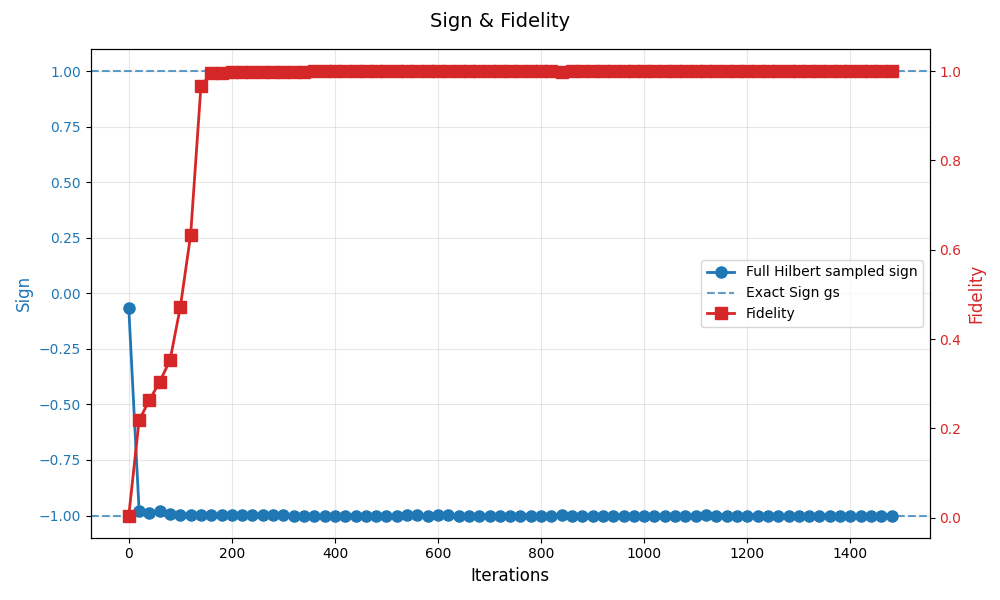 Sign & Fidelity
Sign
1.00
0.75
0.50
0.25
0.00
−0.25
−0.50
−0.75
−1.00
Full Hilbert sampled sign
Exact Sign gs
Fidelity
1.0
0.8
0.6
0.4
0.2
0.0
Fidelity
0 200 400 600 800 1000 1200 1400
Iterations